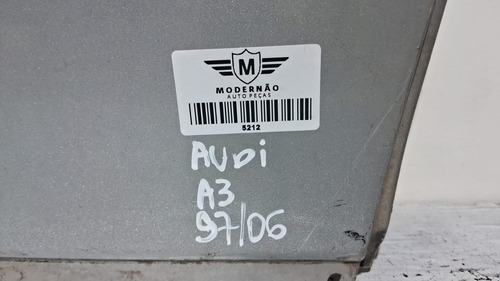 M
MODERNÃO
AUTO PEÇAS
5212
AUDi
A3
97/06